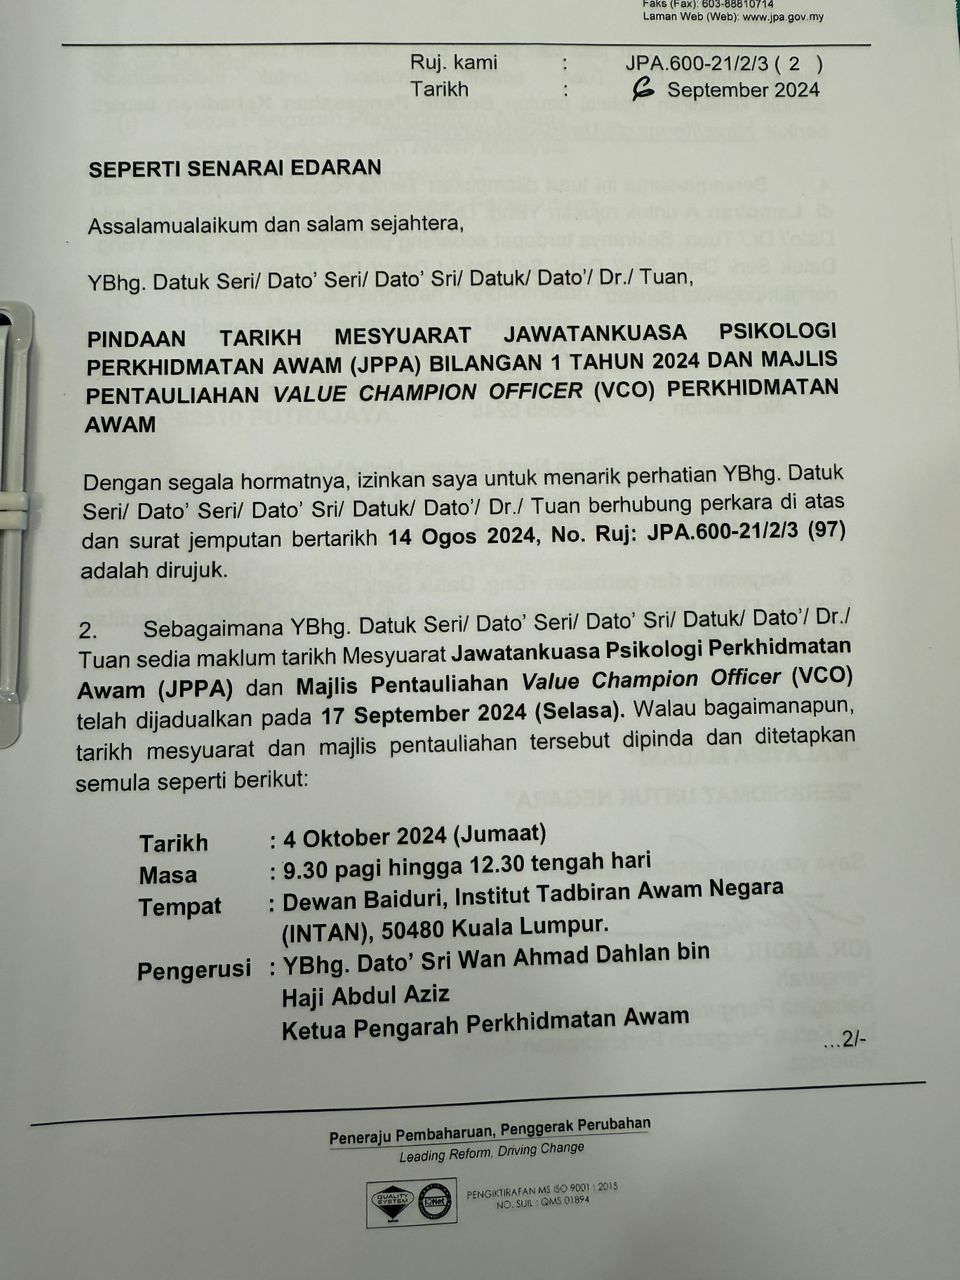 Faks (Fax): 603-88810714
Laman Web (Web): www.jpa.gov.my
Ruj. kami : JPA.600-21/2/3 ( 2 )
Tarikh : 6 September 2024
SEPERTI SENARAI EDARAN
Assalamualaikum dan salam sejahtera,
YBhg. Datuk Seri/ Dato’ Seri/ Dato’ Sri/ Datuk/ Dato’/ Dr./ Tuan,
PINDAAN TARIKH MESYUARAT JAWATANKUASA PSIKOLOGI
PERKHIDMATAN AWAM (JPPA) BILANGAN 1 TAHUN 2024 DAN MAJLIS
PENTAULIAHAN VALUE CHAMPION OFFICER (VCO) PERKHIDMATAN
AWAM
Dengan segala hormatnya, izinkan saya untuk menarik perhatian YBhg. Datuk
Seri/ Dato’ Seri/ Dato’ Sri/ Datuk/ Dato’/ Dr./ Tuan berhubung perkara di atas
dan surat jemputan bertarikh 14 Ogos 2024, No. Ruj: JPA.600-21/2/3 (97)
adalah dirujuk.
2. Sebagaimana YBhg. Datuk Seri/ Dato’ Seri/ Dato’ Sri/ Datuk/ Dato’/ Dr./
Tuan sedia maklum tarikh Mesyuarat Jawatankuasa Psikologi Perkhidmatan
Awam (JPPA) dan Majlis Pentauliahan Value Champion Officer (VCO)
telah dijadualkan pada 17 September 2024 (Selasa). Walau bagaimanapun,
tarikh mesyuarat dan majlis pentauliahan tersebut dipinda dan ditetapkan
semula seperti berikut:
Tarikh : 4 Oktober 2024 (Jumaat)
Masa : 9.30 pagi hingga 12.30 tengah hari
Tempat : Dewan Baiduri, Institut Tadbiran Awam Negara
(INTAN), 50480 Kuala Lumpur.
Pengerusi : YBhg. Dato’ Sri Wan Ahmad Dahlan bin
Haji Abdul Aziz
Ketua Pengarah Perkhidmatan Awam
...2/-
Peneraju Pembaharuan, Penggerak Perubahan
Leading Reform, Driving Change
QUALITY SYSTEM
IQNet
PENGIKTIRAFAN MS ISO 9001 : 2015
NO. SIJIL : QMS 01894